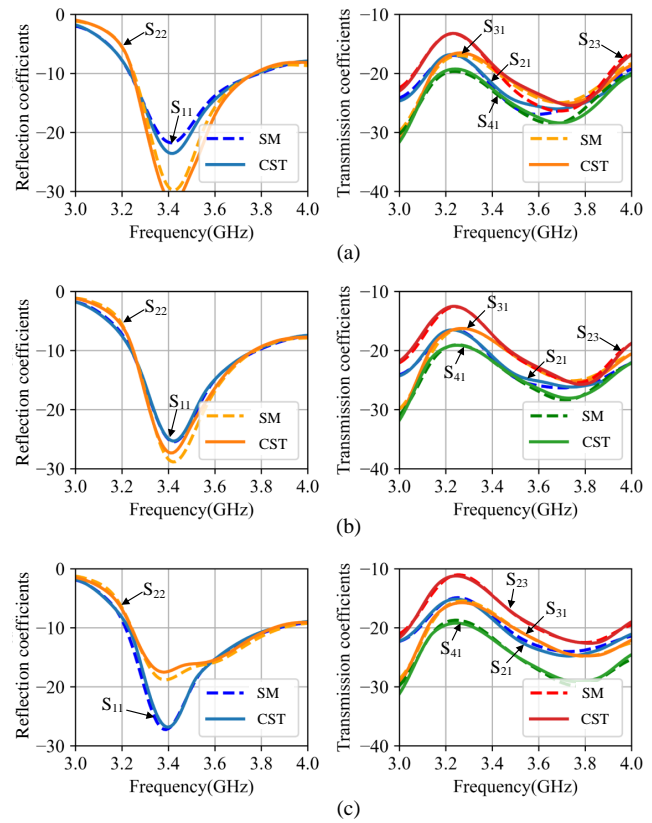 Reflection coefficients
0
−10
−20
−30
3.0 3.2 3.4 3.6 3.8 4.0
Frequency(GHz)
S22
S11
SM
CST
Transmission coefficients
−10
−20
−30
−40
3.0 3.2 3.4 3.6 3.8 4.0
Frequency(GHz)
S31
S21
S23
S41
SM
CST
(a)
Reflection coefficients
0
−10
−20
−30
3.0 3.2 3.4 3.6 3.8 4.0
Frequency(GHz)
S22
S11
SM
CST
Transmission coefficients
−10
−20
−30
−40
3.0 3.2 3.4 3.6 3.8 4.0
Frequency(GHz)
S31
S23
S21
S41
SM
CST
(b)
Reflection coefficients
0
−10
−20
−30
3.0 3.2 3.4 3.6 3.8 4.0
Frequency(GHz)
S22
S11
SM
CST
Transmission coefficients
−10
−20
−30
−40
3.0 3.2 3.4 3.6 3.8 4.0
Frequency(GHz)
S23
S31
S41
S21
SM
CST
(c)